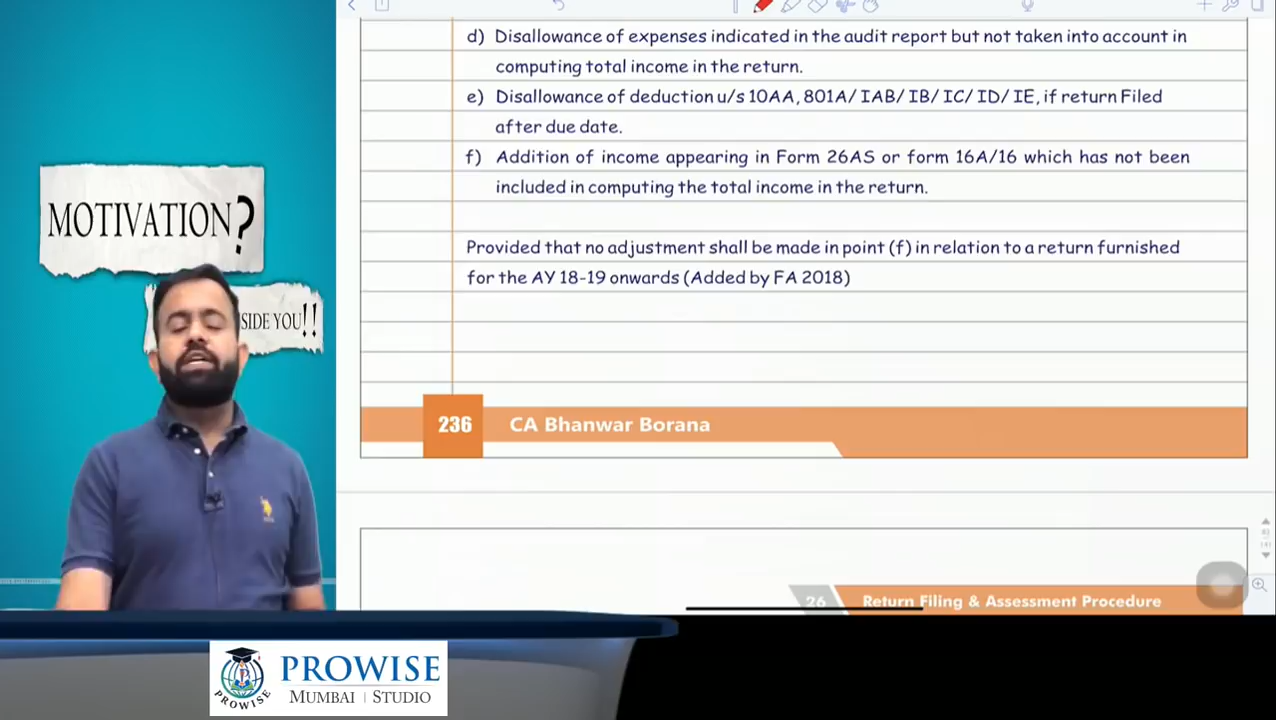 d) Disallowance of expenses indicated in the audit report but not taken into account in
computing total income in the return.
e) Disallowance of deduction u/s 10AA, 801A/ IAB/ IB/ IC/ ID/ IE, if return Filed
after due date.
f) Addition of income appearing in Form 26AS or form 16A/16 which has not been
included in computing the total income in the return.
Provided that no adjustment shall be made in point (f) in relation to a return furnished
for the AY 18-19 onwards (Added by FA 2018)
236 CA Bhanwar Borana
26 Return Filing & Assessment Procedure
MOTIVATION?
SIDE YOU!!
PROWISE
PROWISE
MUMBAI | STUDIO